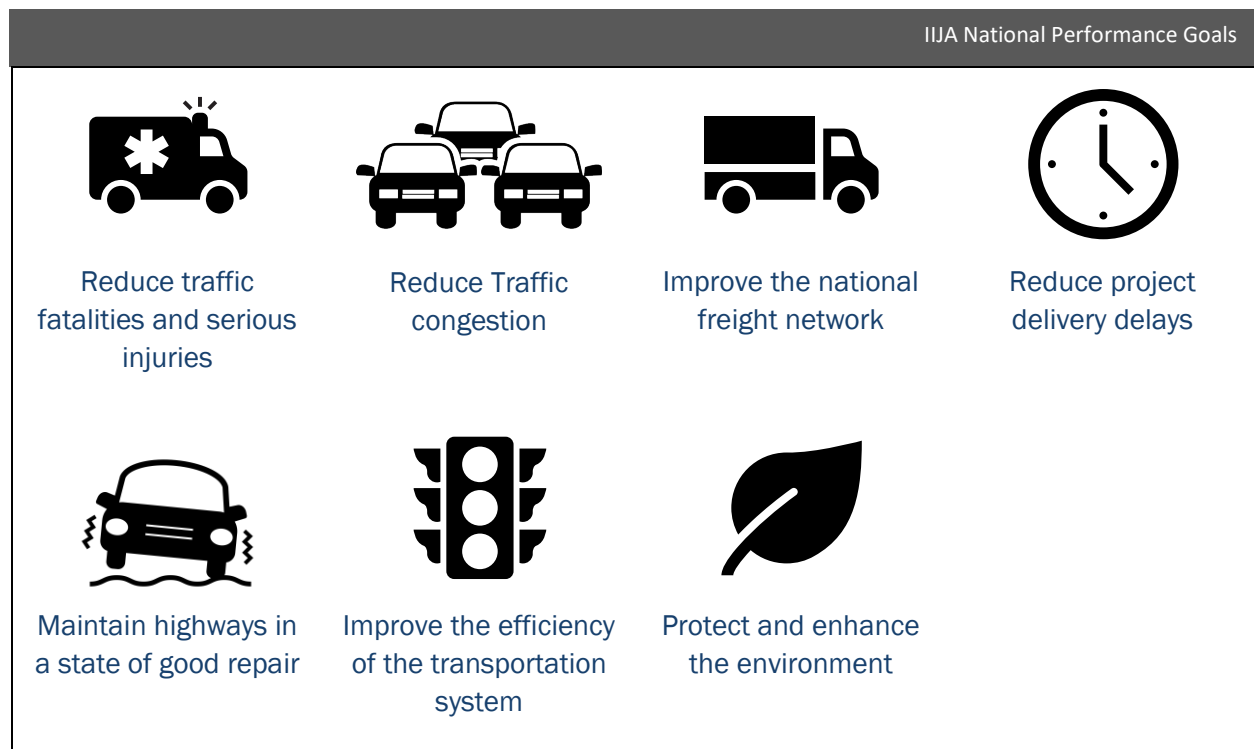 IIJA National Performance Goals
Reduce traffic
fatalities and serious
injuries
Reduce Traffic
congestion
Improve the national
freight network
Reduce project
delivery delays
Maintain highways in
a state of good repair
Improve the efficiency
of the transportation
system
Protect and enhance
the environment